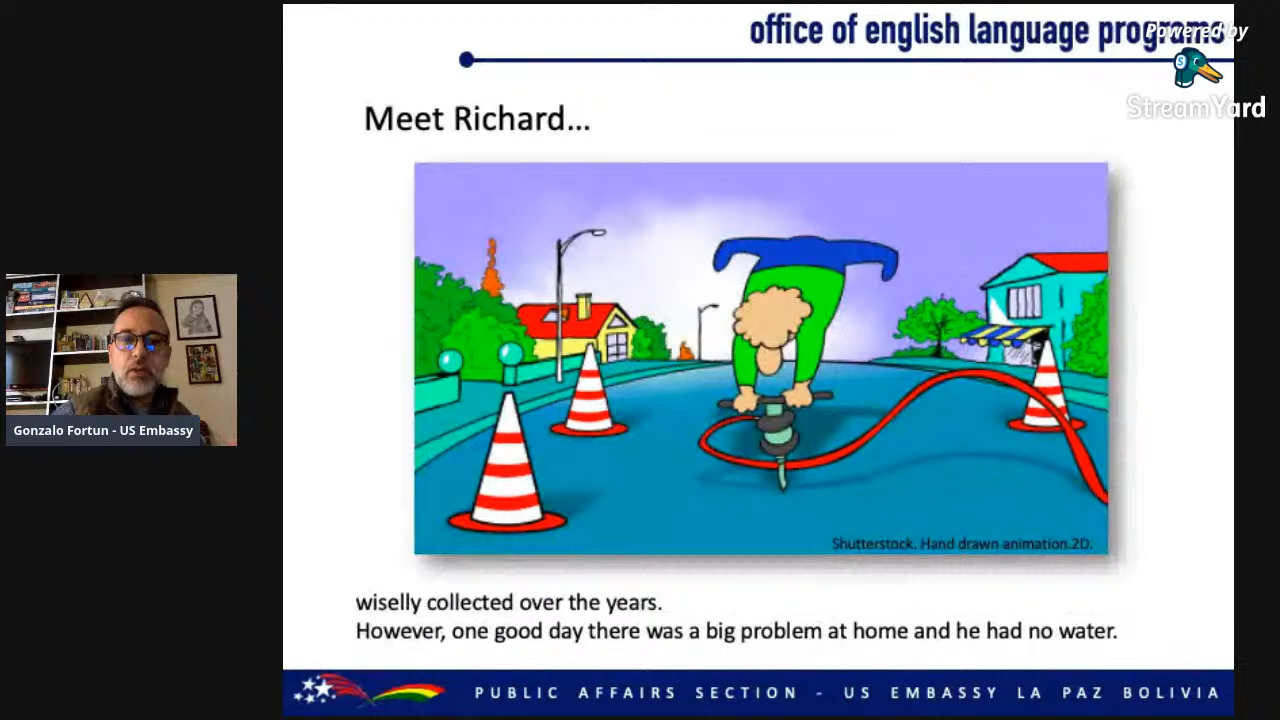 office of english language programs
Powered by
StreamYard
Meet Richard...
Gonzalo Fortun - US Embassy
Shutterstock. Hand drawn animation.2D.
wiselly collected over the years.
However, one good day there was a big problem at home and he had no water.
PUBLIC AFFAIRS SECTION - US EMBASSY LA PAZ BOLIVIA